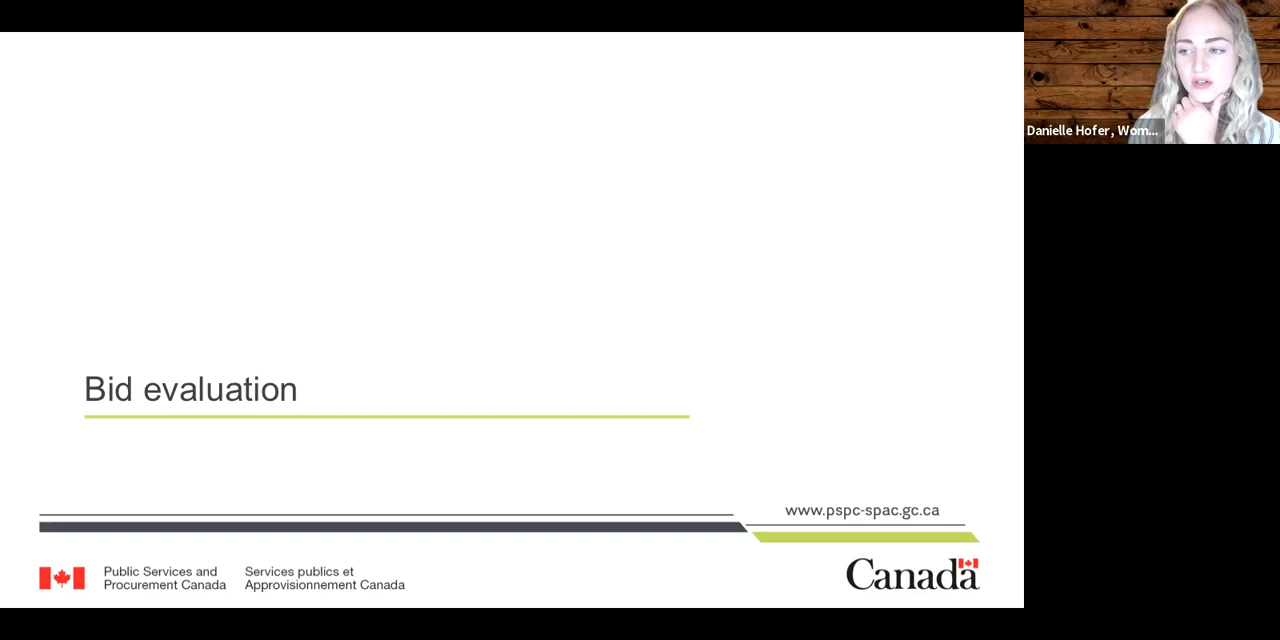 Danielle Hofer, Wom...
Bid evaluation
www.pspc-spac.gc.ca
Public Services and
Procurement Canada
Services publics et
Approvisionnement Canada
Canada